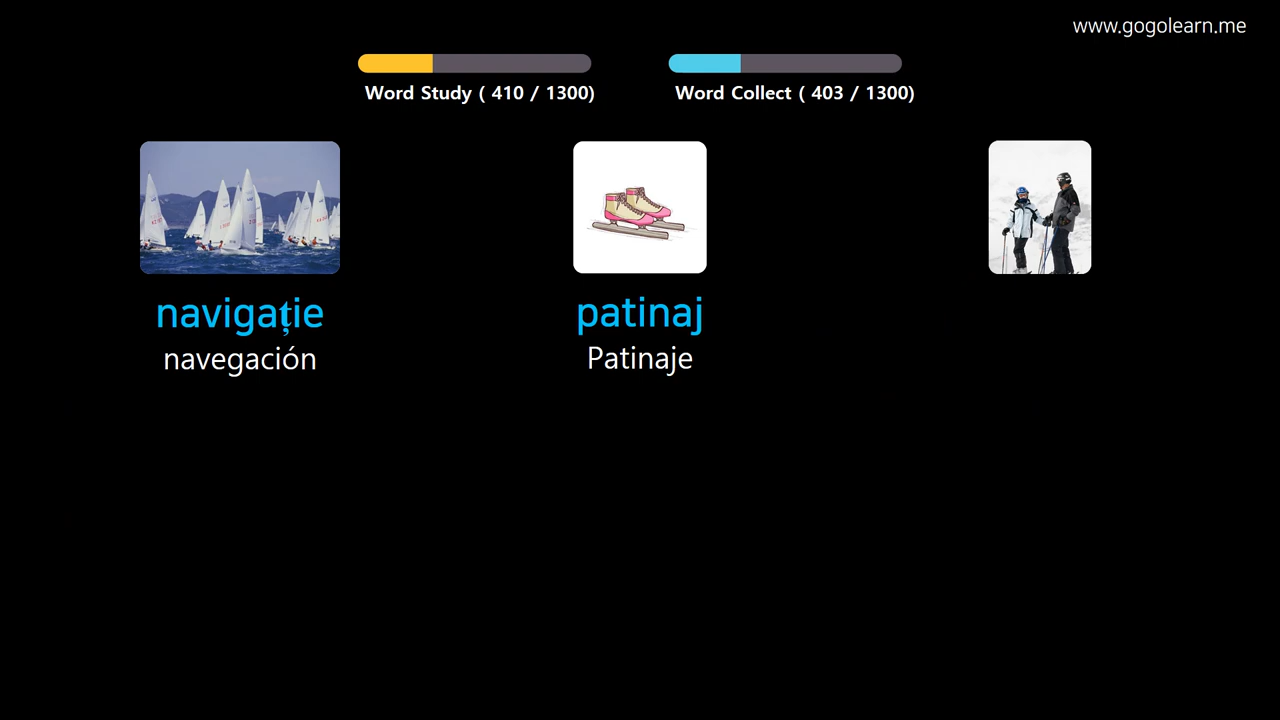 www.gogolearn.me
Word Study ( 410 / 1300)
Word Collect ( 403 / 1300)
navigație
patinaj
navegación
Patinaje